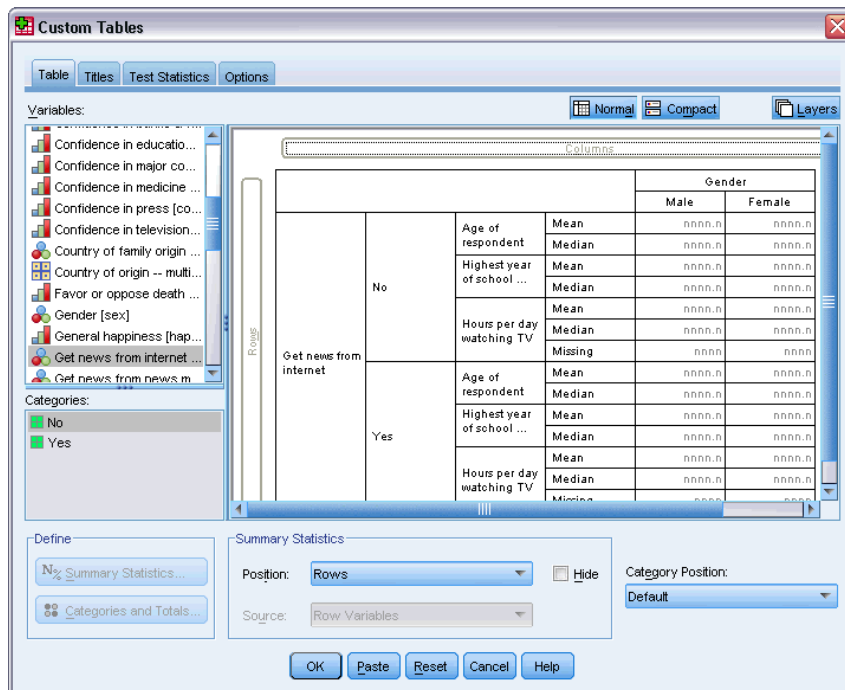 Custom Tables
Table Titles Test Statistics Options
Variables:
Normal Compact Layers
Confidence in educatio...
Confidence in major co...
Confidence in medicine ...
Confidence in press [co...
Confidence in television...
Country of family origin ...
Country of origin -- multi...
Favor or oppose death ...
Gender [sex]
General happiness [hap...
Get news from internet ...
Get news from news m...
Categories:
No
Yes
Columns
Rows
Gender
Male Female
Get news from
internet
No
Age of
respondent
Mean nnnn.n nnnn.n
Median nnnn.n nnnn.n
Highest year
of school ...
Mean nnnn.n nnnn.n
Median nnnn.n nnnn.n
Hours per day
watching TV
Mean nnnn.n nnnn.n
Median nnnn.n nnnn.n
Missing nnnn nnnn
Yes
Age of
respondent
Mean nnnn.n nnnn.n
Median nnnn.n nnnn.n
Highest year
of school ...
Mean nnnn.n nnnn.n
Median nnnn.n nnnn.n
Hours per day
watching TV
Mean nnnn.n nnnn.n
Median nnnn.n nnnn.n
Missing nnnn nnnn
Define
N% Summary Statistics...
Categories and Totals...
Summary Statistics
Position: Rows Hide
Source: Row Variables
Category Position:
Default
OK Paste Reset Cancel Help